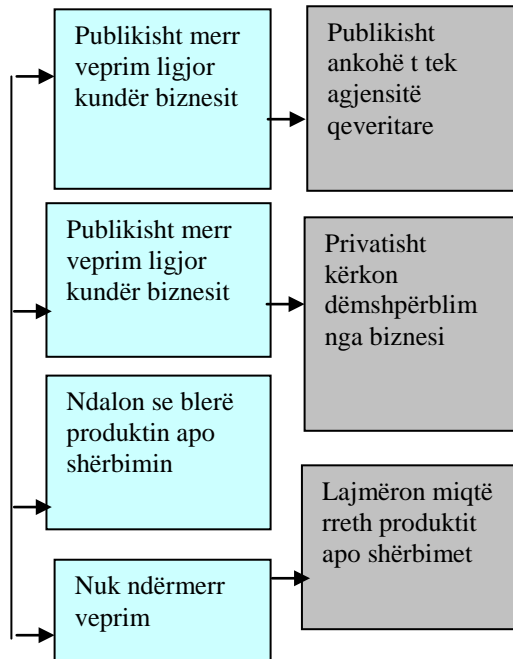 Publikisht merr
veprim ligjor
kundër biznesit
Publikisht
ankohë t tek
agjensitë
qeveritare
Publikisht merr
veprim ligjor
kundër biznesit
Privatisht
kërkon
dëmshpërblim
nga biznesi
Ndalon se blerë
produktin apo
shërbimin
Lajmëron miqtë
rreth produktit
apo shërbimet
Nuk ndërmerr
veprim